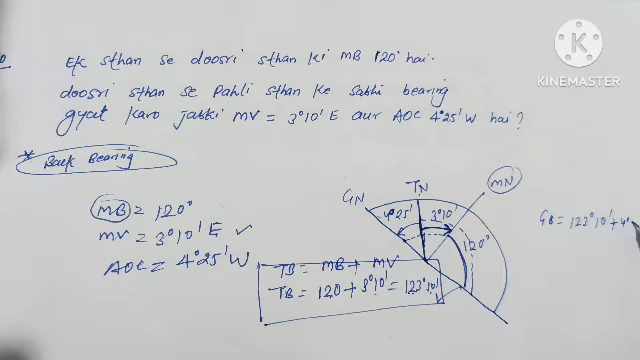 Ek sthan se doosri sthan ki MB 120° hai.
doosri sthan se Pahli sthan Ke sabhi bearing
gyat Karo Jabki MV = 3°10' E aur AOC 4°25' W hai?
* Back Bearing
MB = 120°
MV = 3°10' E ✓
AOC = 4°25' W
GN
TN
MN
4°25'
3°10'
120°
TB = MB + MV
TB = 120 + 3°10' = 123°10'
GB = 123°10' + 4°
K
KINEMASTER